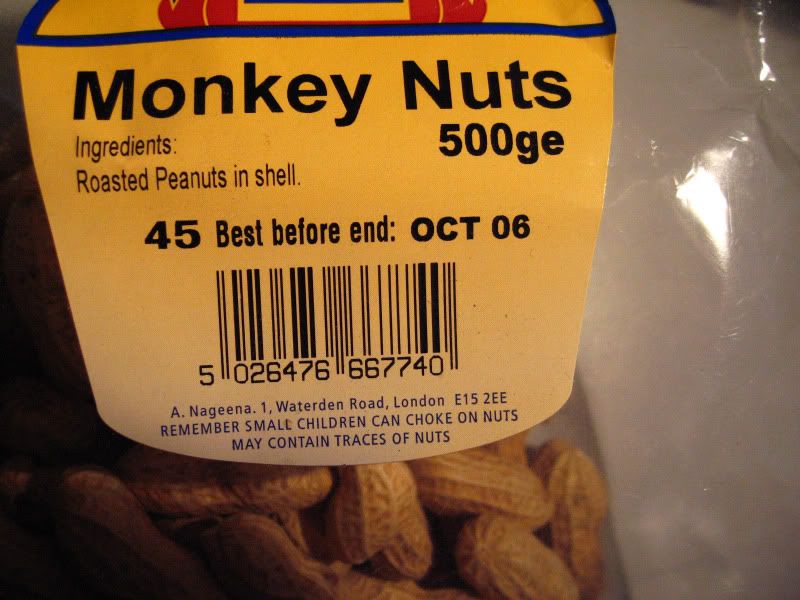 Monkey Nuts
500ge
Ingredients:
Roasted Peanuts in shell.
45 Best before end: OCT 06
5 026476 667740
A. Nageena. 1, Waterden Road, London E15 2EE
REMEMBER SMALL CHILDREN CAN CHOKE ON NUTS
MAY CONTAIN TRACES OF NUTS